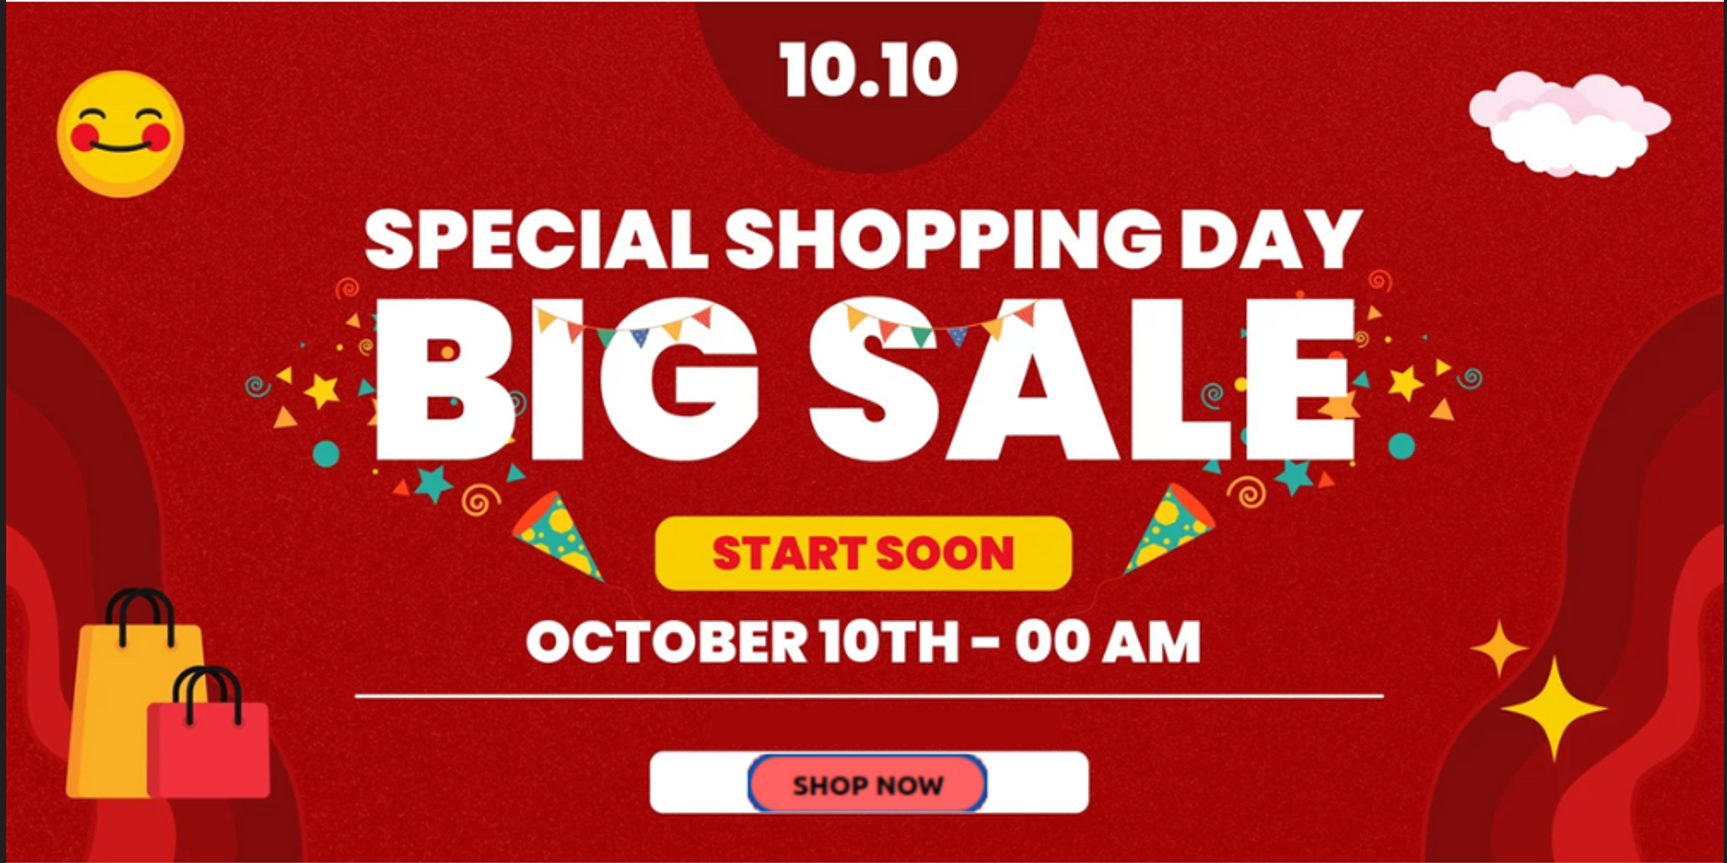 10.10
SPECIAL SHOPPING DAY
BIG SALE
START SOON
OCTOBER 10TH – 00 AM
SHOP NOW